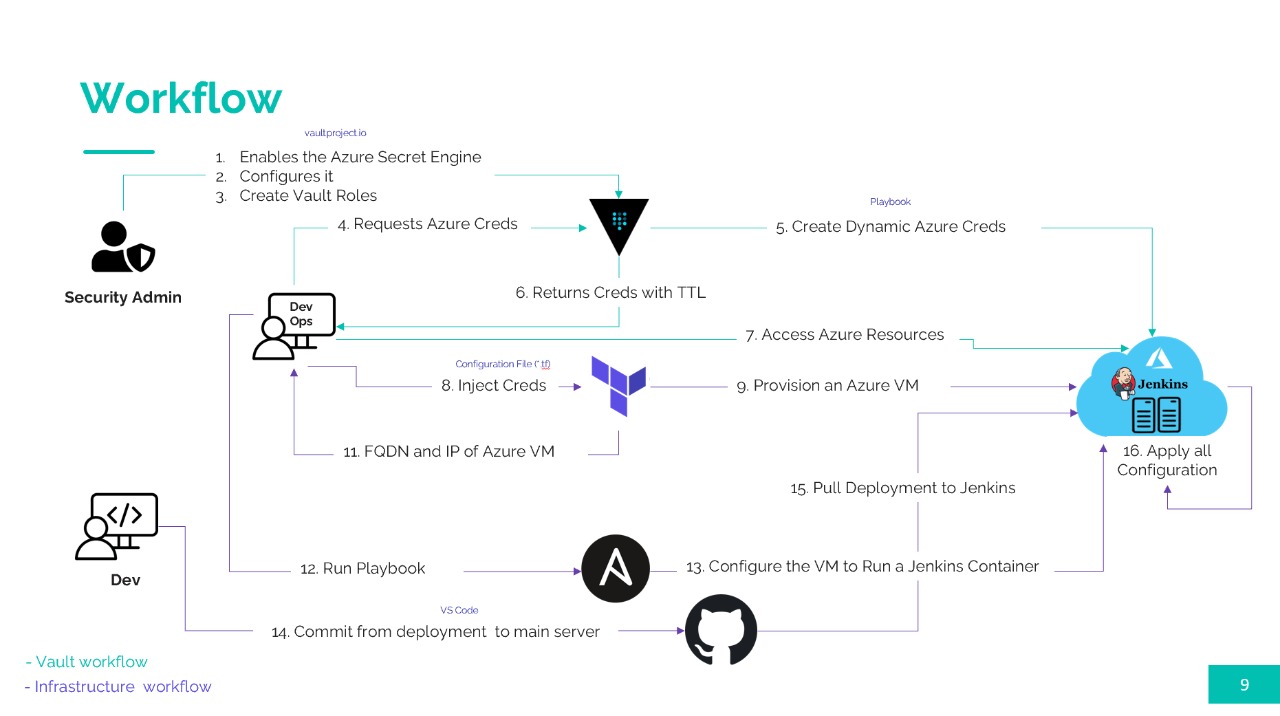 Workflow
vaultproject.io
1. Enables the Azure Secret Engine
2. Configures it
3. Create Vault Roles
Playbook
4. Requests Azure Creds
5. Create Dynamic Azure Creds
Security Admin
6. Returns Creds with TTL
Dev
Ops
7. Access Azure Resources
Configuration File (*.tf)
8. Inject Creds
9. Provision an Azure VM
Jenkins
11. FQDN and IP of Azure VM
16. Apply all
Configuration
15. Pull Deployment to Jenkins
</>
Dev
12. Run Playbook
13. Configure the VM to Run a Jenkins Container
VS Code
14. Commit from deployment  to main server
- Vault workflow
- Infrastructure  workflow
9